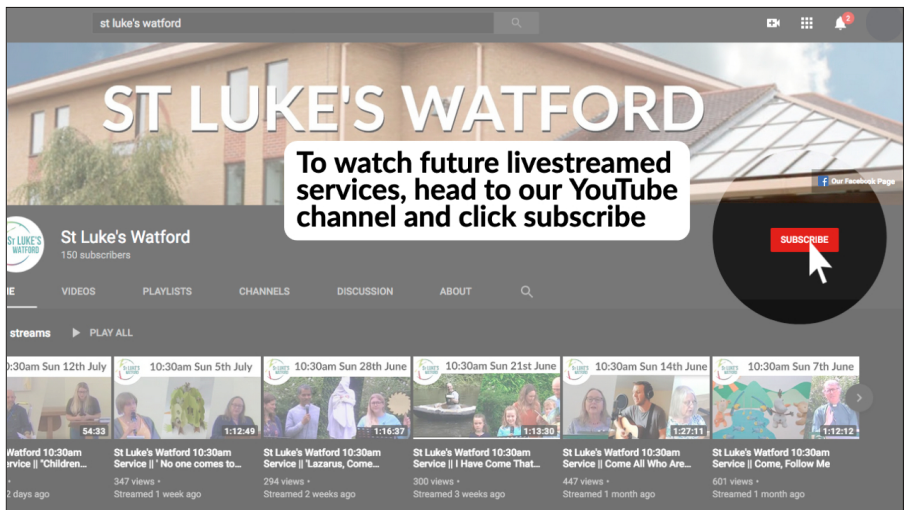 st luke's watford
2
ST LUKE'S WATFORD
To watch future livestreamed
services, head to our YouTube
channel and click subscribe
Our Facebook Page
ST LUKE'S
WATFORD
St Luke's Watford
150 subscribers
SUBSCRIBE
VIDEOS PLAYLISTS CHANNELS DISCUSSION ABOUT
streams PLAY ALL
:30am Sun 12th July 10:30am Sun 5th July 10:30am Sun 28th June 10:30am Sun 21st June 10:30am Sun 14th June 10:30am Sun 7th June
54:33 1:12:49 1:16:37 1:13:30 1:27:11 1:12:12
Watford 10:30am St Luke's Watford 10:30am St Luke's Watford 10:30am St Luke's Watford 10:30am St Luke's Watford 10:30am St Luke's Watford 10:30am
ervice || "Children... Service || ' No one comes to... Service || 'Lazarus, Come... Service || I Have Come That... Service || Come All Who Are... Service || Come, Follow Me
347 views • 294 views • 300 views • 447 views • 601 views •
2 days ago Streamed 1 week ago Streamed 2 weeks ago Streamed 3 weeks ago Streamed 1 month ago Streamed 1 month ago